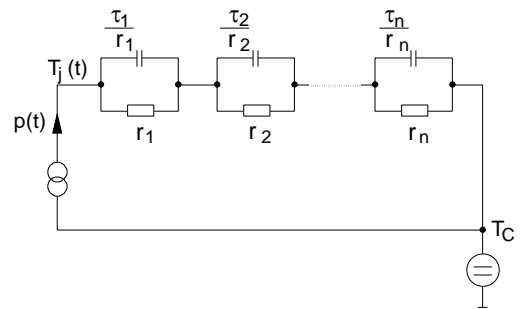 τ1/r1 τ2/r2 τn/rn
Tj (t)
r1 r2 rn
p(t)
TC